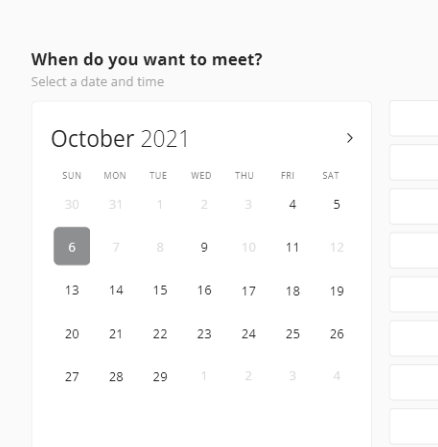 When do you want to meet?
Select a date and time
October 2021
SUN MON TUE WED THU FRI SAT
30 31 1 2 3 4 5
6 7 8 9 10 11 12
13 14 15 16 17 18 19
20 21 22 23 24 25 26
27 28 29 1 2 3 4